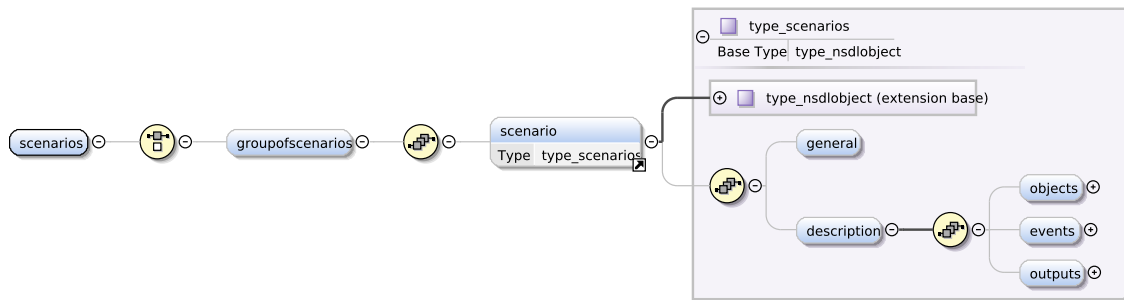 type_scenarios
Base Type type_nsdlobject
type_nsdlobject (extension base)
scenarios
groupofscenarios
scenario
Type type_scenarios
general
description
objects
events
outputs